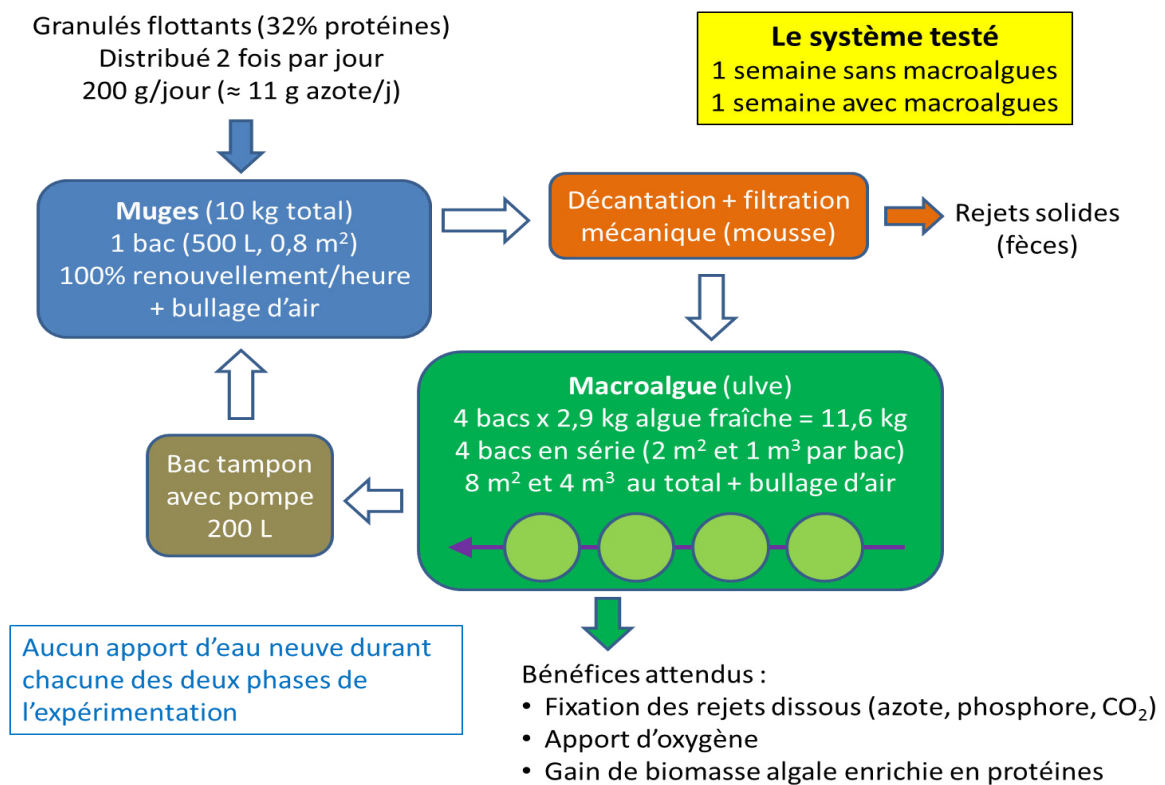 Granulés flottants (32% protéines)
Distribué 2 fois par jour
200 g/jour (≈ 11 g azote/j)
Le système testé
1 semaine sans macroalgues
1 semaine avec macroalgues
Muges (10 kg total)
1 bac (500 L, 0,8 m²)
100% renouvellement/heure
+ bullage d'air
Décantation + filtration
mécanique (mousse)
Rejets solides
(fèces)
Macroalgue (ulve)
4 bacs x 2,9 kg algue fraîche = 11,6 kg
4 bacs en série (2 m² et 1 m³ par bac)
8 m² et 4 m³ au total + bullage d'air
Bac tampon
avec pompe
200 L
Aucun apport d'eau neuve durant
chacune des deux phases de
l'expérimentation
Bénéfices attendus :
• Fixation des rejets dissous (azote, phosphore, CO₂)
• Apport d'oxygène
• Gain de biomasse algale enrichie en protéines